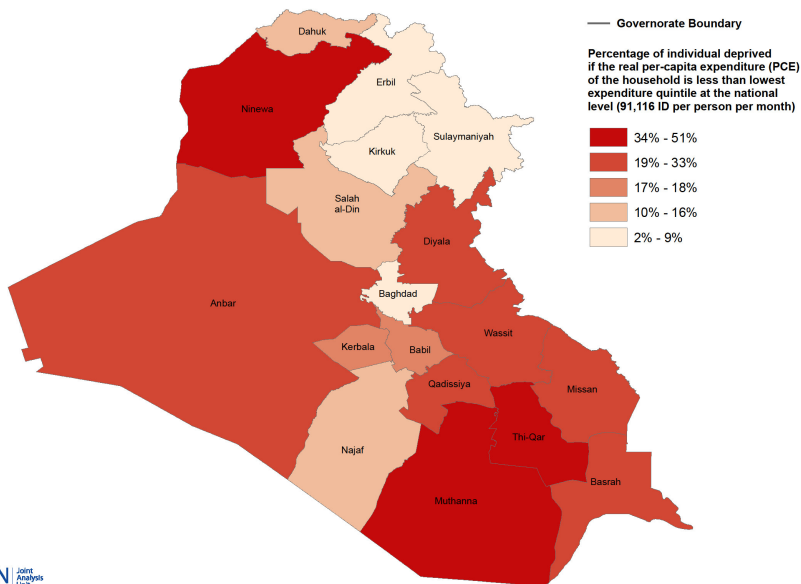 Governorate Boundary
Percentage of individual deprived
if the real per-capita expenditure (PCE)
of the household is less than lowest
expenditure quintile at the national
level (91,116 ID per person per month)
34% - 51%
19% - 33%
17% - 18%
10% - 16%
2% - 9%
Dahuk
Ninewa
Erbil
Sulaymaniyah
Kirkuk
Salah
al-Din
Diyala
Baghdad
Anbar
Wassit
Kerbala
Babil
Qadissiya
Missan
Thi-Qar
Najaf
Basrah
Muthanna
N
Joint
Analysis